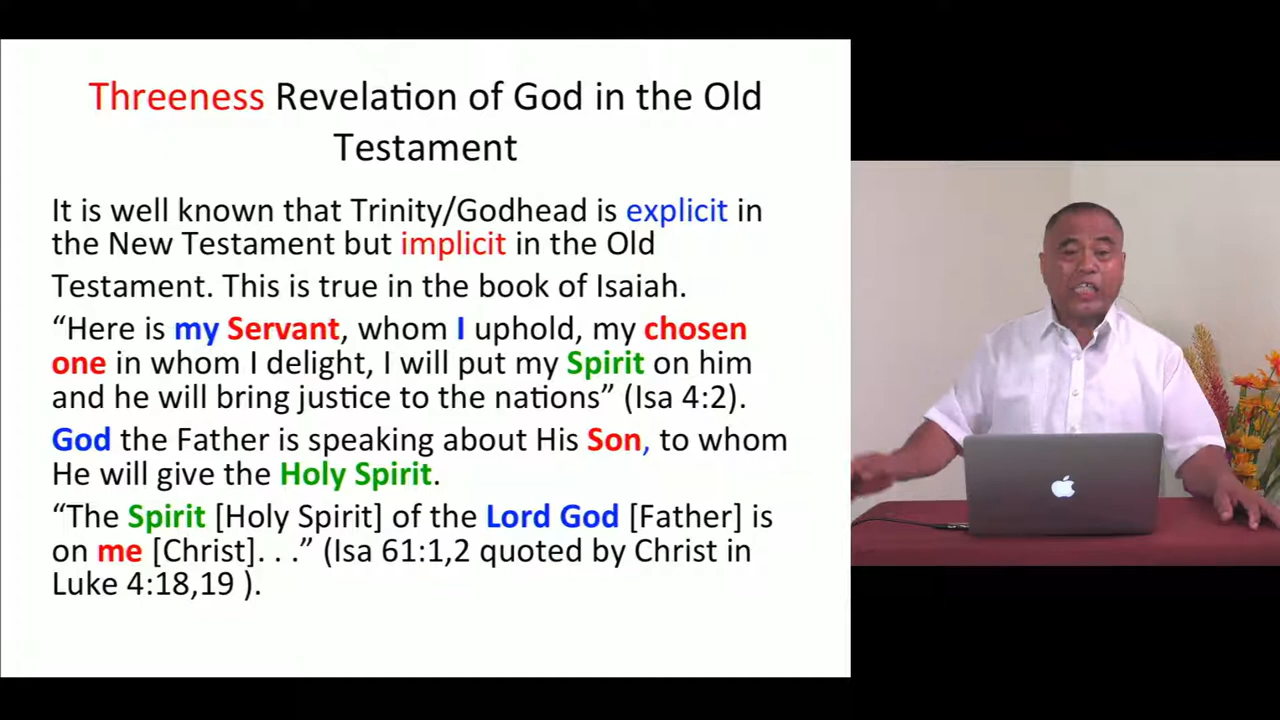 Threeness Revelation of God in the Old
Testament
It is well known that Trinity/Godhead is explicit in
the New Testament but implicit in the Old
Testament. This is true in the book of Isaiah.
“Here is my Servant, whom I uphold, my chosen
one in whom I delight, I will put my Spirit on him
and he will bring justice to the nations” (Isa 4:2).
God the Father is speaking about His Son, to whom
He will give the Holy Spirit.
“The Spirit [Holy Spirit] of the Lord God [Father] is
on me [Christ]. . .” (Isa 61:1,2 quoted by Christ in
Luke 4:18,19 ).